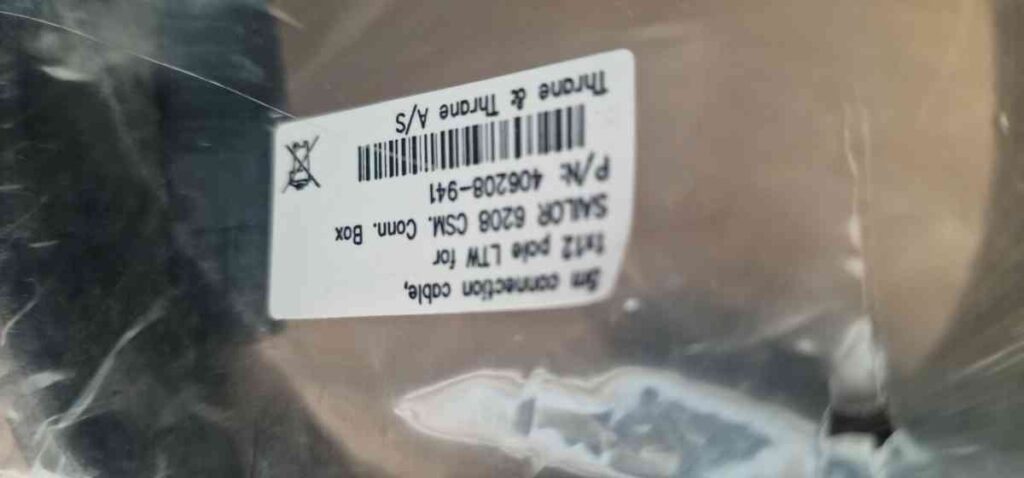 5m connection cable,
1x12 pole LTW for
SAILOR 6208 CSM. Conn. Box
P/N: 406208-941
Thrane & Thrane A/S